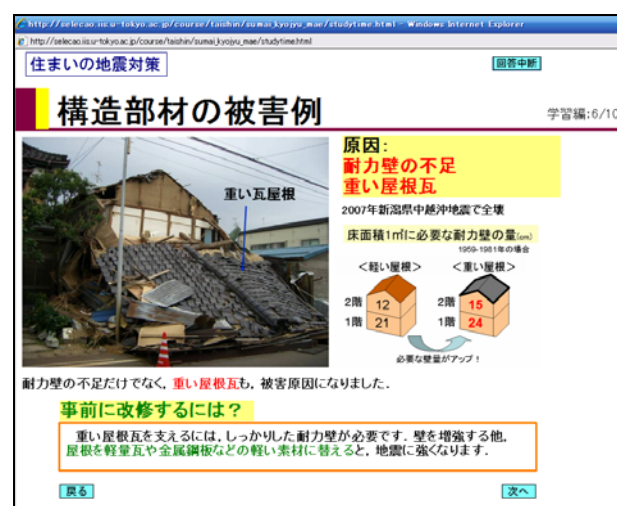 http://selecao.iis.u-tokyo.ac.jp/course/taishin/sumai_kyojyu_mae/studytime.html - Windows Internet Explorer
http://selecao.iis.u-tokyo.ac.jp/course/taishin/sumai_kyojyu_mae/studytime.html
住まいの地震対策
回答中断
構造部材の被害例
学習編:6/10
重い瓦屋根
原因:
耐力壁の不足
重い屋根瓦
2007年新潟県中越沖地震で全壊
床面積1㎡に必要な耐力壁の量(cm)
1959-1981年の場合
<軽い屋根>
<重い屋根>
2階 12
2階 15
1階 21
1階 24
必要な壁量がアップ!
耐力壁の不足だけでなく,重い屋根瓦も,被害原因になりました.
事前に改修するには?
重い屋根瓦を支えるには,しっかりした耐力壁が必要です.壁を増強する他,
屋根を軽量瓦や金属鋼板などの軽い素材に替えると,地震に強くなります.
戻る
次へ